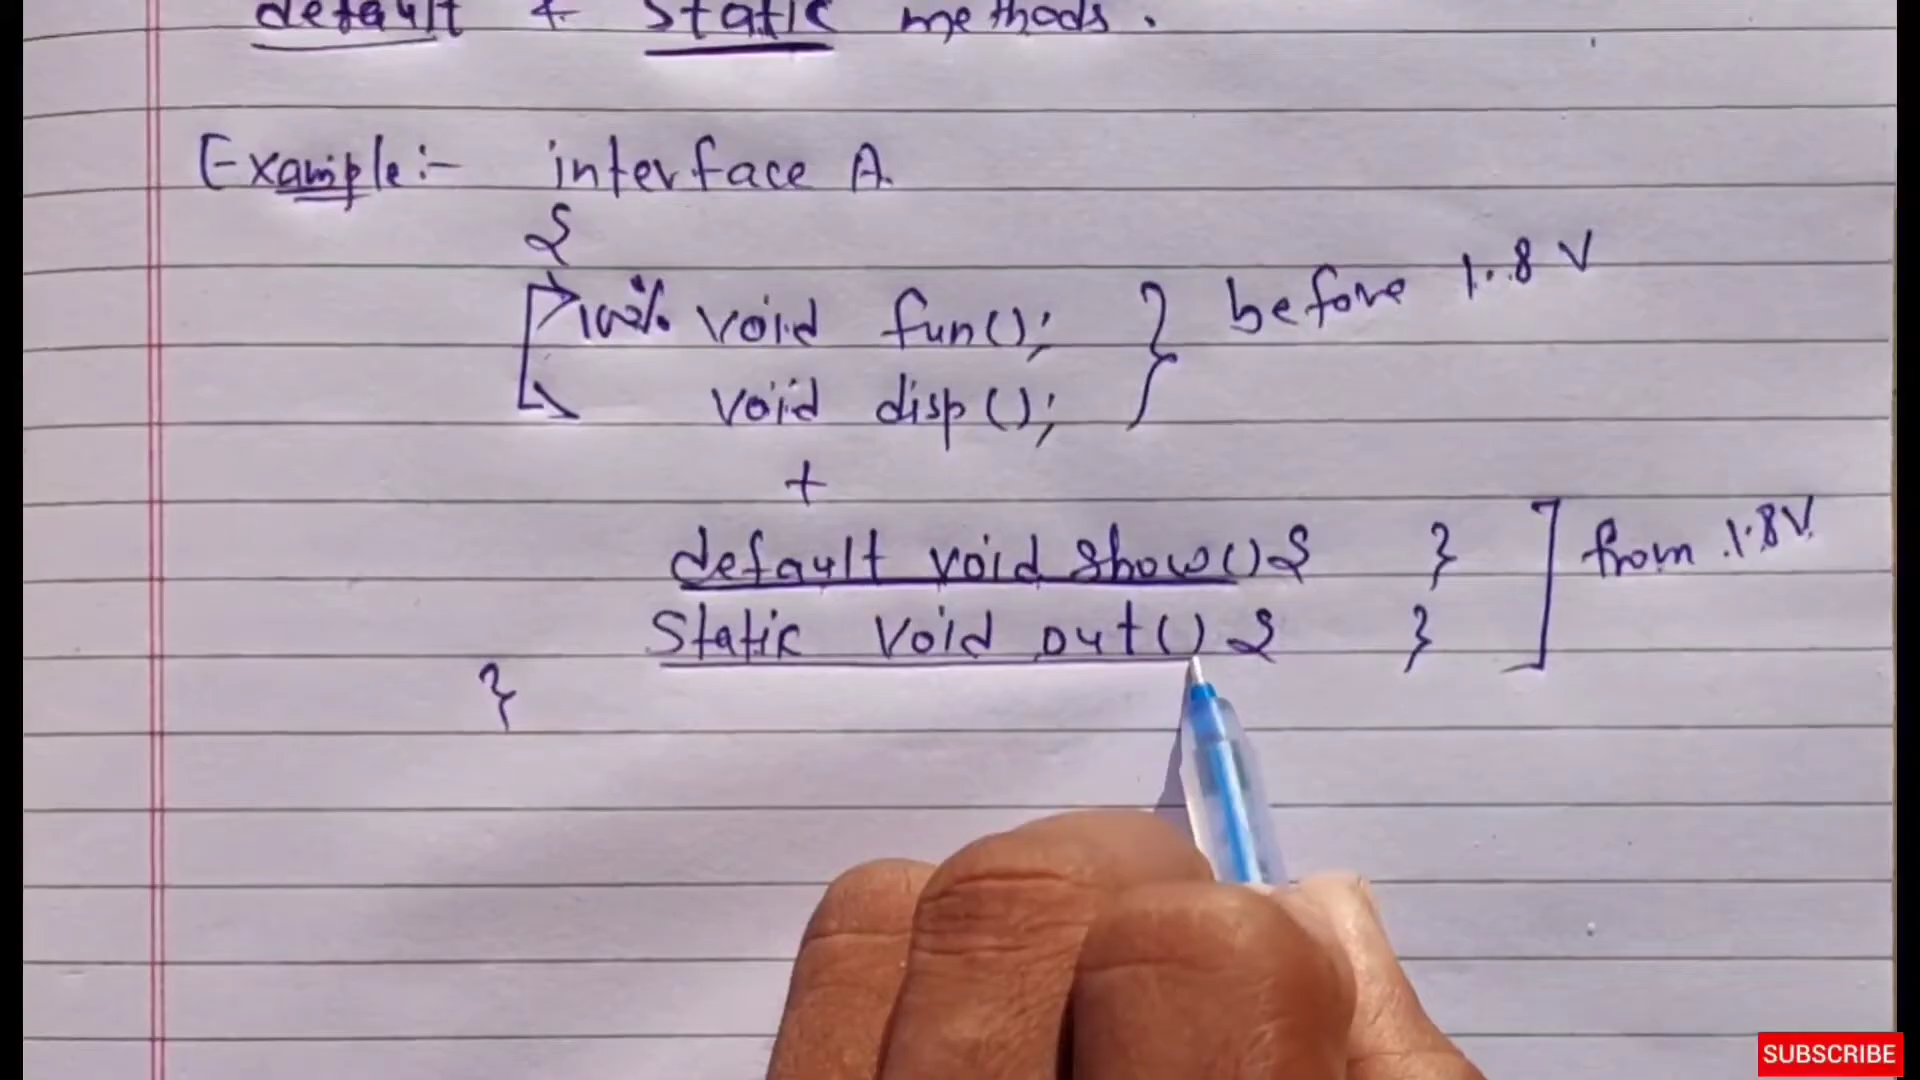 default + static methods.
Example:- interface A
{
100% void fun(); } before 1.8 V
void disp();
+
default void show(){ } ] from 1.8V
Static void out(){ }
}
SUBSCRIBE